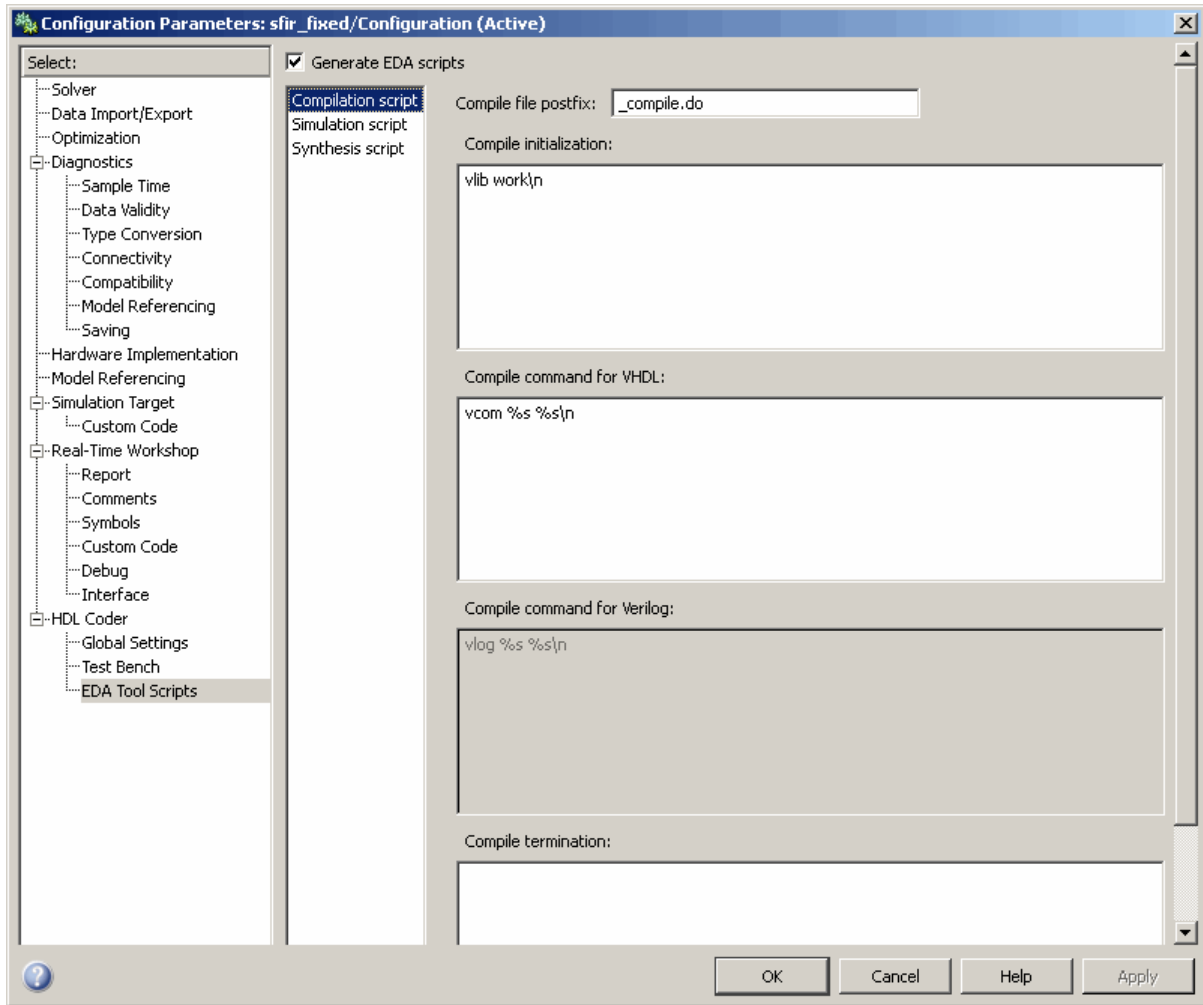 Configuration Parameters: sfir_fixed/Configuration (Active)
Select:
Solver
Data Import/Export
Optimization
Diagnostics
Sample Time
Data Validity
Type Conversion
Connectivity
Compatibility
Model Referencing
Saving
Hardware Implementation
Model Referencing
Simulation Target
Custom Code
Real-Time Workshop
Report
Comments
Symbols
Custom Code
Debug
Interface
HDL Coder
Global Settings
Test Bench
EDA Tool Scripts
Generate EDA scripts
Compilation script
Simulation script
Synthesis script
Compile file postfix: _compile.do
Compile initialization:
vlib work\n
Compile command for VHDL:
vcom %s %s\n
Compile command for Verilog:
vlog %s %s\n
Compile termination:
?
OK Cancel Help Apply